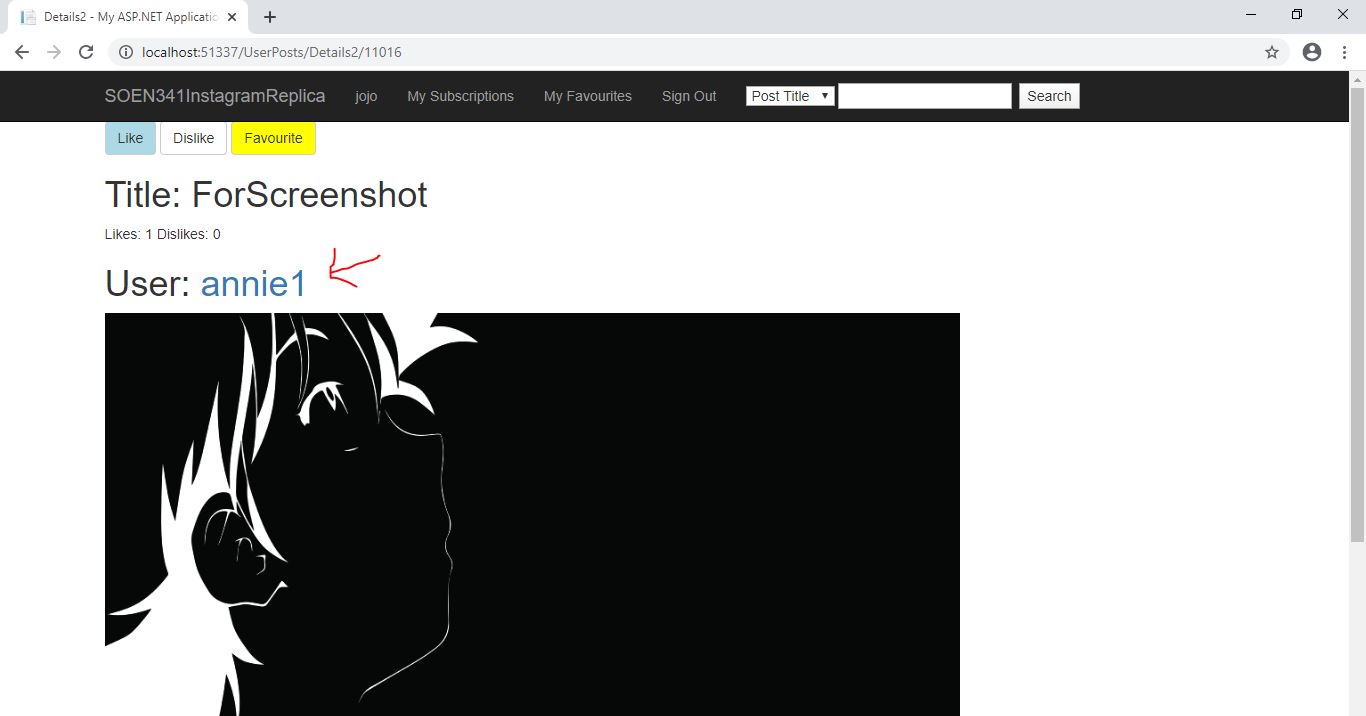 Details2 - My ASP.NET Applicatio
localhost:51337/UserPosts/Details2/11016
SOEN341InstagramReplica jojo My Subscriptions My Favourites Sign Out Post Title Search
Like Dislike Favourite
Title: ForScreenshot
Likes: 1 Dislikes: 0
User: annie1